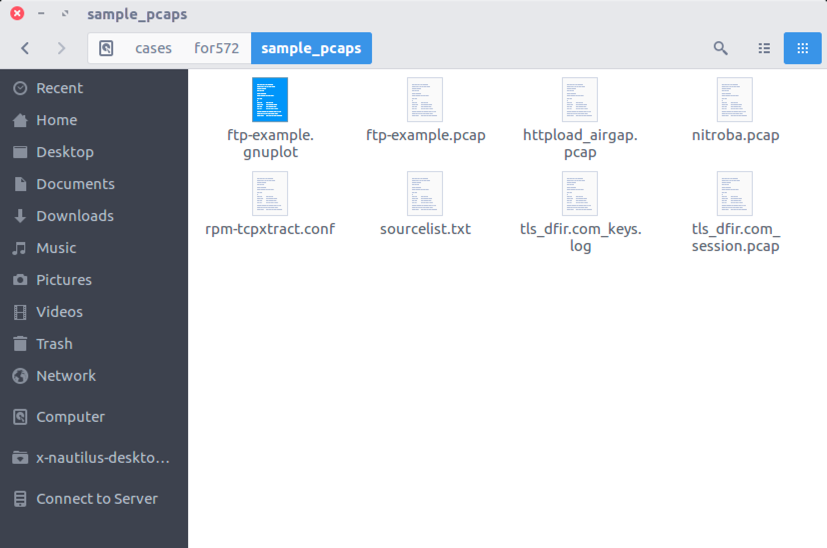 sample_pcaps
cases for572 sample_pcaps
Recent
Home
Desktop
Documents
Downloads
Music
Pictures
Videos
Trash
Network
Computer
x-nautilus-deskto…
Connect to Server
ftp-example.
gnuplot
ftp-example.pcap
httpload_airgap.
pcap
nitroba.pcap
rpm-tcpxtract.conf
sourcelist.txt
tls_dfir.com_keys.
log
tls_dfir.com_
session.pcap